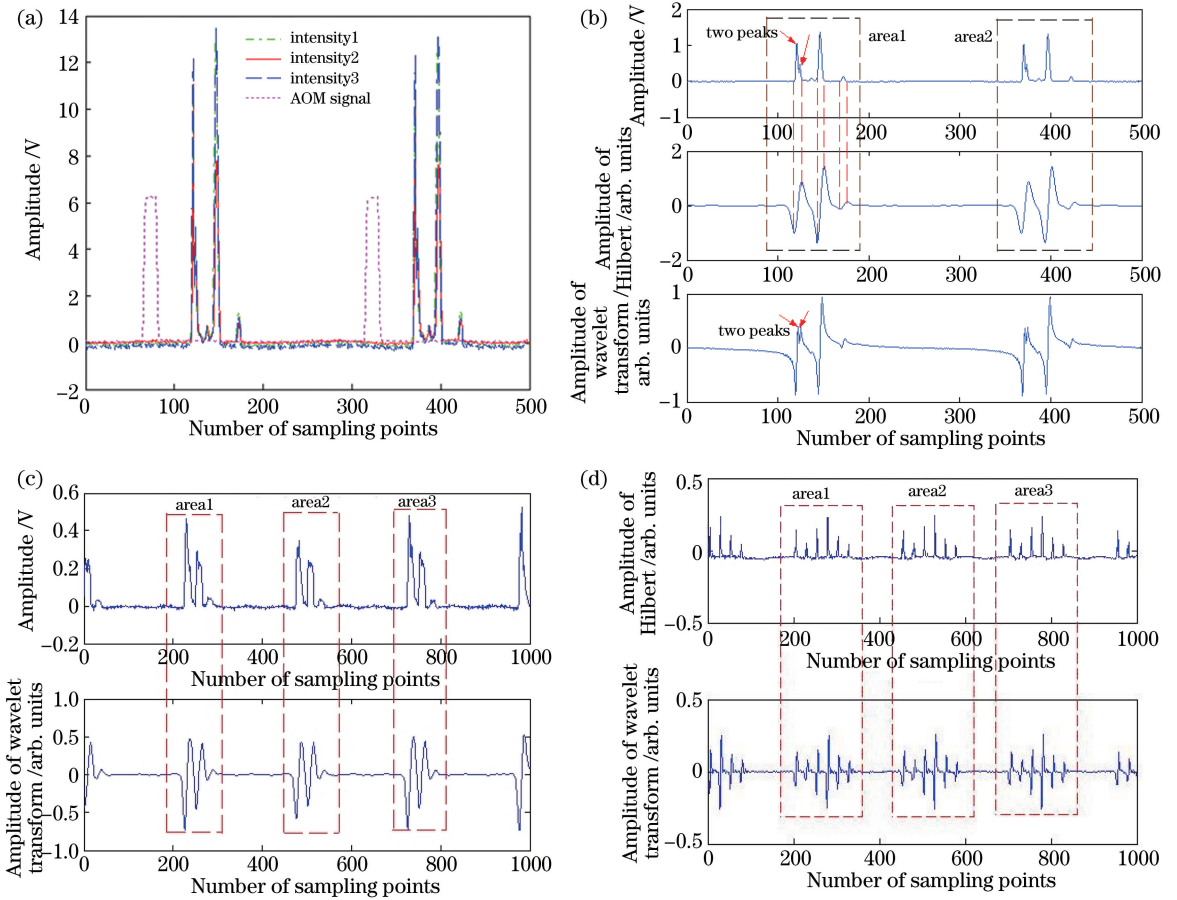 (a)
14
12
10
8
6
4
2
0
−2
Amplitude /V
intensity1
intensity2
intensity3
AOM signal
0 100 200 300 400 500
Number of sampling points
(b)
2
1
0
−1
Amplitude /V
two peaks
area1
area2
0 100 200 300 400 500
2
0
−2
Amplitude of
Hilbert /arb. units
0 100 200 300 400 500
1
0
−1
Amplitude of
wavelet
transform /
arb. units
two peaks
0 100 200 300 400 500
Number of sampling points
(c)
0.6
0.4
0.2
0
−0.2
Amplitude /V
area1
area2
area3
0 200 400 600 800 1000
Number of sampling points
1.0
0.5
0
−0.5
−1.0
Amplitude of wavelet
transform /arb. units
0 200 400 600 800 1000
Number of sampling points
(d)
0.5
0
−0.5
Amplitude of
Hilbert /arb. units
area1
area2
area3
0 200 400 600 800 1000
Number of sampling points
0.5
0
−0.5
Amplitude of wavelet
transform /arb. units
0 200 400 600 800 1000
Number of sampling points